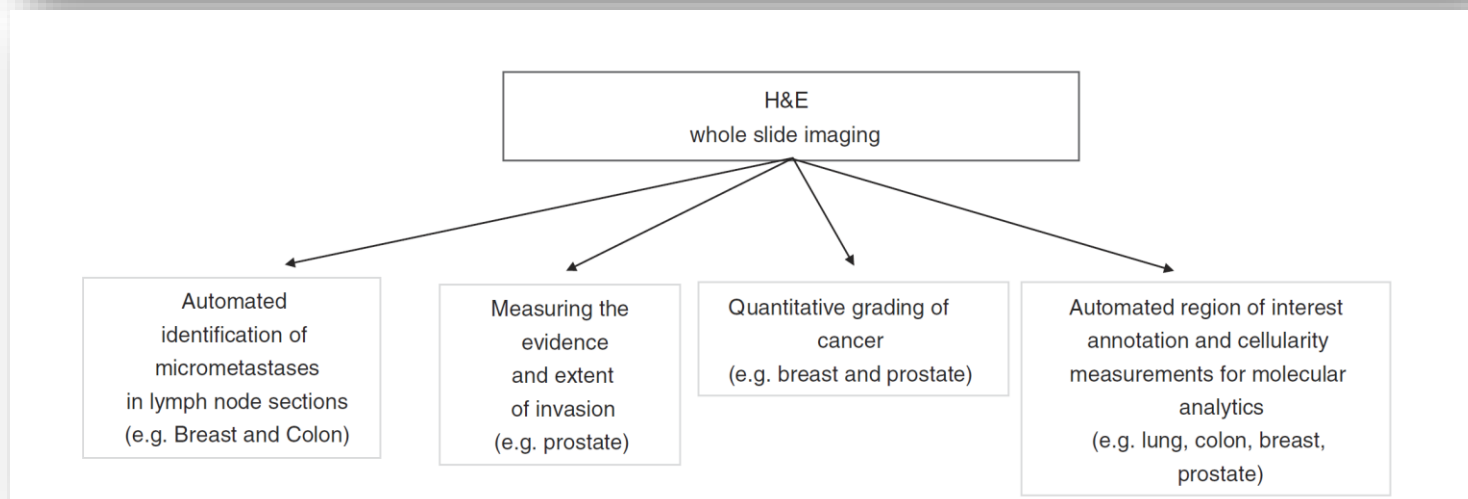 H&E
whole slide imaging
Automated
identification of
micrometastases
in lymph node sections
(e.g. Breast and Colon)
Measuring the
evidence
and extent
of invasion
(e.g. prostate)
Quantitative grading of
cancer
(e.g. breast and prostate)
Automated region of interest
annotation and cellularity
measurements for molecular
analytics
(e.g. lung, colon, breast,
prostate)